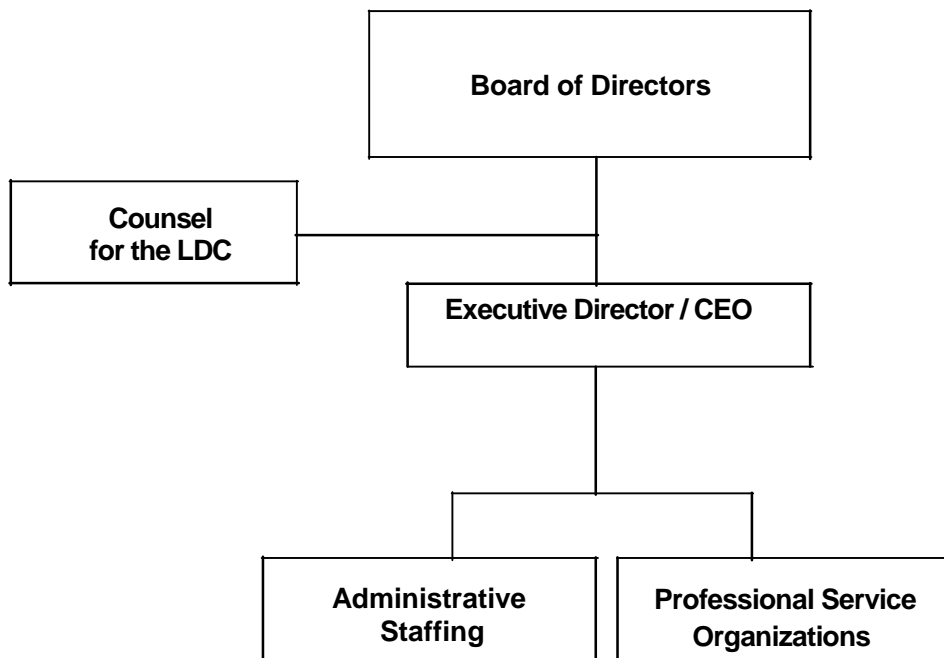 Board of Directors
Counsel
for the LDC
Executive Director / CEO
Administrative
Staffing
Professional Service
Organizations